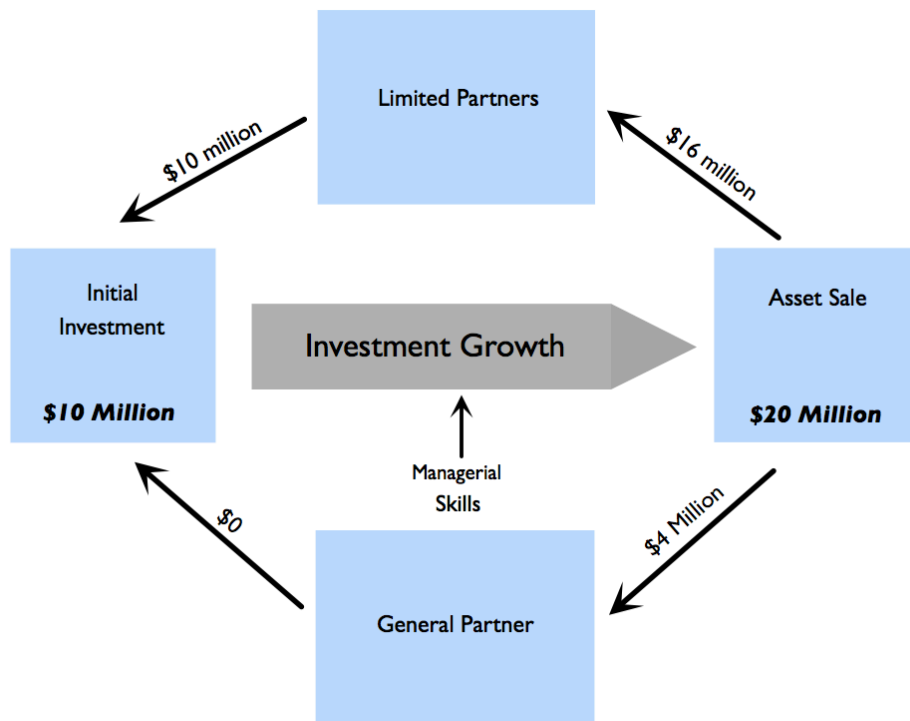 Limited Partners
$10 million
$16 million
Initial
Investment
$10 Million
Investment Growth
Asset Sale
$20 Million
Managerial
Skills
$0
$4 Million
General Partner